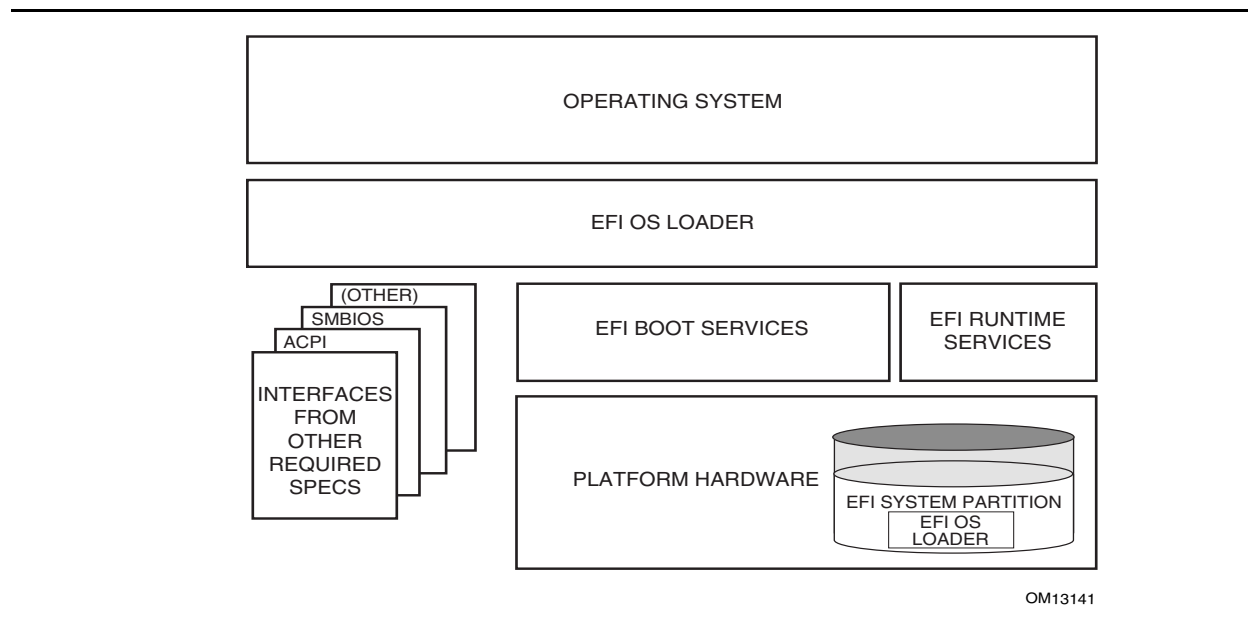 OPERATING SYSTEM
EFI OS LOADER
(OTHER)
SMBIOS
ACPI
INTERFACES
FROM
OTHER
REQUIRED
SPECS
EFI BOOT SERVICES
EFI RUNTIME
SERVICES
PLATFORM HARDWARE
EFI SYSTEM PARTITION
EFI OS
LOADER
OM13141